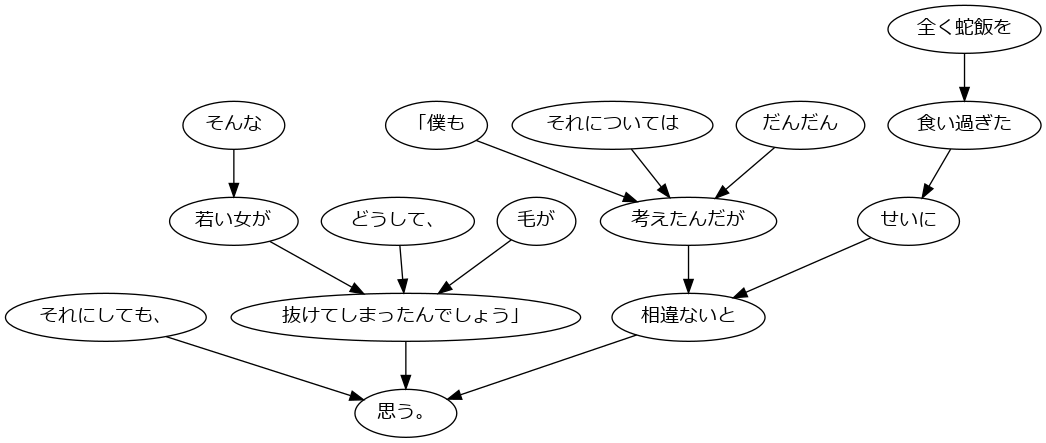 全く蛇飯を
そんな
「僕も
それについては
だんだん
食い過ぎた
若い女が
どうして、
毛が
考えたんだが
せいに
それにしても、
抜けてしまったんでしょう」
相違ないと
思う。